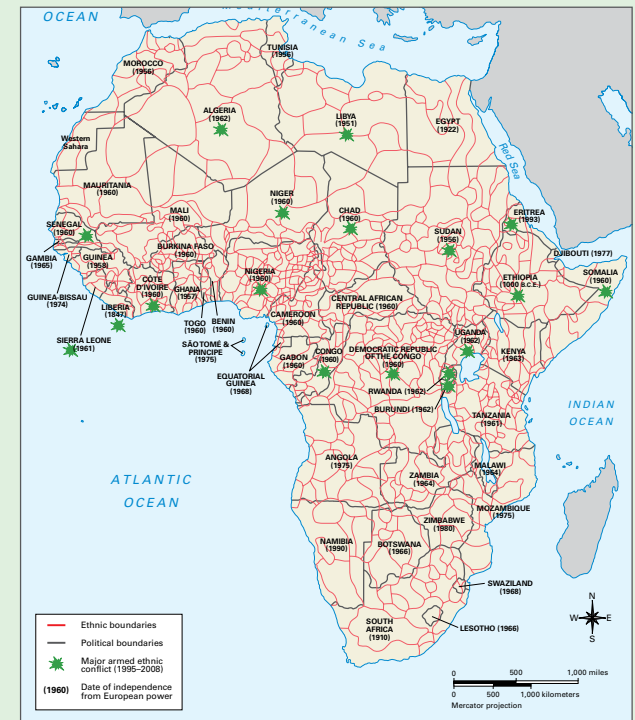 OCEAN
Mediterranean Sea
TUNISIA
(1956)
MOROCCO
(1956)
ALGERIA
(1962)
LIBYA
(1951)
EGYPT
(1922)
Western
Sahara
Red Sea
MAURITANIA
(1960)
MALI
(1960)
NIGER
(1960)
CHAD
(1960)
SUDAN
(1956)
ERITREA
(1993)
SENEGAL
(1960)
GAMBIA
(1965)
GUINEA
(1958)
BURKINA FASO
(1960)
DJIBOUTI (1977)
SOMALIA
(1960)
ETHIOPIA
(1000 B.C.E.)
GUINEA-BISSAU
(1974)
CÔTE
D'IVOIRE
(1960)
GHANA
(1957)
NIGERIA
(1960)
CENTRAL AFRICAN
REPUBLIC (1960)
LIBERIA
(1847)
TOGO
(1960)
BENIN
(1960)
CAMEROON
(1960)
SIERRA LEONE
(1961)
SÃO TOMÉ &
PRINCIPE
(1975)
EQUATORIAL
GUINEA
(1968)
GABON
(1960)
CONGO
(1960)
DEMOCRATIC REPUBLIC
OF THE CONGO
(1960)
UGANDA
(1962)
KENYA
(1963)
RWANDA (1962)
BURUNDI (1962)
TANZANIA
(1961)
INDIAN
OCEAN
ATLANTIC
OCEAN
ANGOLA
(1975)
ZAMBIA
(1964)
MALAWI
(1964)
MOZAMBIQUE
(1975)
ZIMBABWE
(1980)
NAMIBIA
(1990)
BOTSWANA
(1966)
SWAZILAND
(1968)
SOUTH
AFRICA
(1910)
LESOTHO (1966)
N
W
E
S
Ethnic boundaries
Political boundaries
Major armed ethnic
conflict (1995–2008)
(1960) Date of independence
from European power
0 500 1,000 miles
0 500 1,000 kilometers
Mercator projection